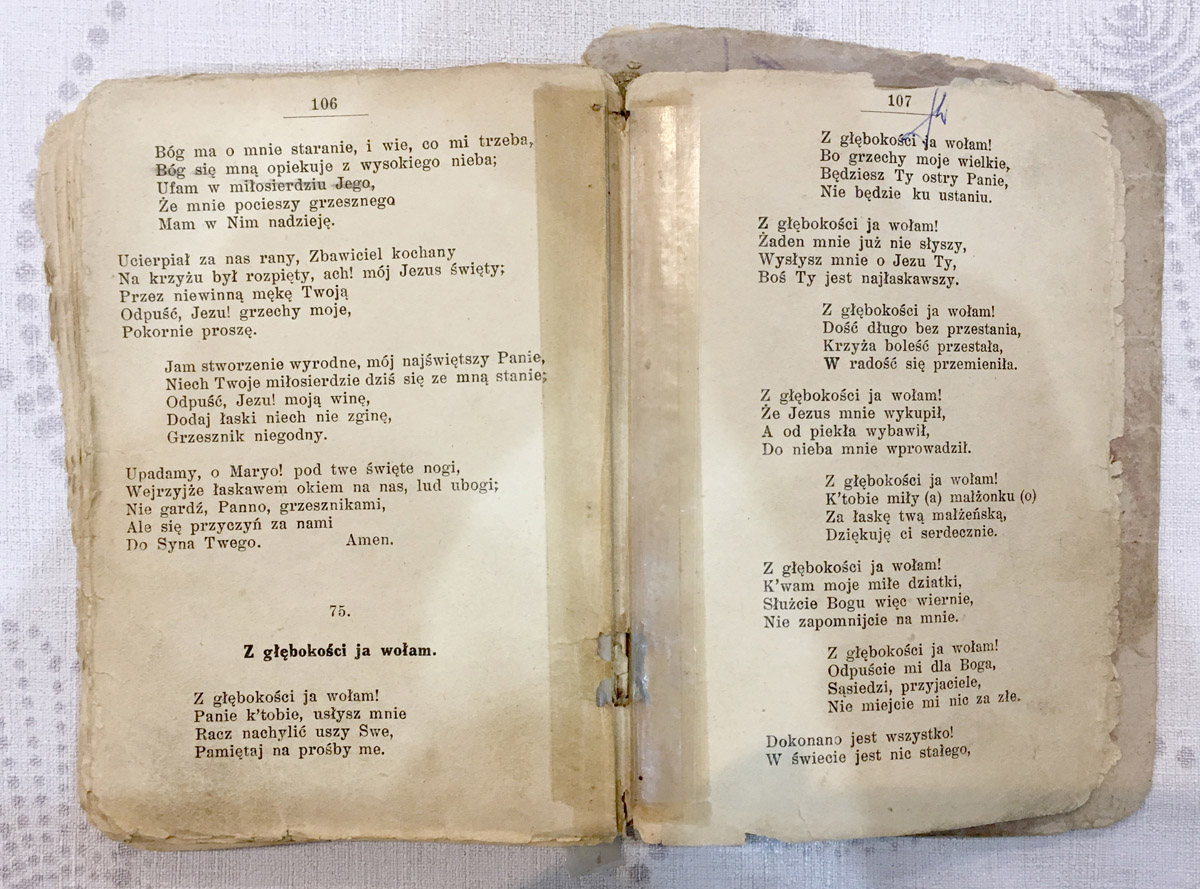 106
Bóg ma o mnie staranie, i wie, co mi trzeba,
Bóg się mną opiekuje z wysokiego nieba;
Ufam w miłosierdziu Jego,
Że mnie pocieszy grzesznego
Mam w Nim nadzieję.
Ucierpiał za nas rany, Zbawiciel kochany
Na krzyżu był rozpięty, ach! mój Jezus święty;
Przez niewinną mękę Twoją
Odpuść, Jezu! grzechy moje,
Pokornie proszę.
Jam stworzenie wyrodne, mój najświętszy Panie,
Niech Twoje miłosierdzie dziś się ze mną stanie;
Odpuść, Jezu! moją winę,
Dodaj łaski niech nie zginę,
Grzesznik niegodny.
Upadamy, o Maryo! pod twe święte nogi,
Wejrzyjże łaskawem okiem na nas, lud ubogi;
Nie gardź, Panno, grzesznikami,
Ale się przyczyń za nami
Do Syna Twego. Amen.
75.
Z głębokości ja wołam.
Z głębokości ja wołam!
Panie k'tobie, usłysz mnie
Racz nachylić uszy Swe,
Pamiętaj na prośby me.
107
Z głębokości ja wołam!
Bo grzechy moje wielkie,
Będziesz Ty ostry Panie,
Nie będzie ku ustaniu.
Z głębokości ja wołam!
Żaden mnie już nie słyszy,
Wysłysz mnie o Jezu Ty,
Boś Ty jest najłaskawszy.
Z głębokości ja wołam!
Dość długo bez przestania,
Krzyża boleść przestała,
W radość się przemieniła.
Z głębokości ja wołam!
Że Jezus mnie wykupił,
A od piekła wybawił,
Do nieba mnie wprowadził.
Z głębokości ja wołam!
K'tobie miły (a) małżonku (o)
Za łaskę twą małżeńską,
Dziękuję ci serdecznie.
Z głębokości ja wołam!
K'wam moje miłe dziatki,
Służcie Bogu więc wiernie,
Nie zapomnijcie na mnie.
Z głębokości ja wołam!
Odpuście mi dla Boga,
Sąsiedzi, przyjaciele,
Nie miejcie mi nic za złe.
Dokonano jest wszystko!
W świecie jest nic stałego,